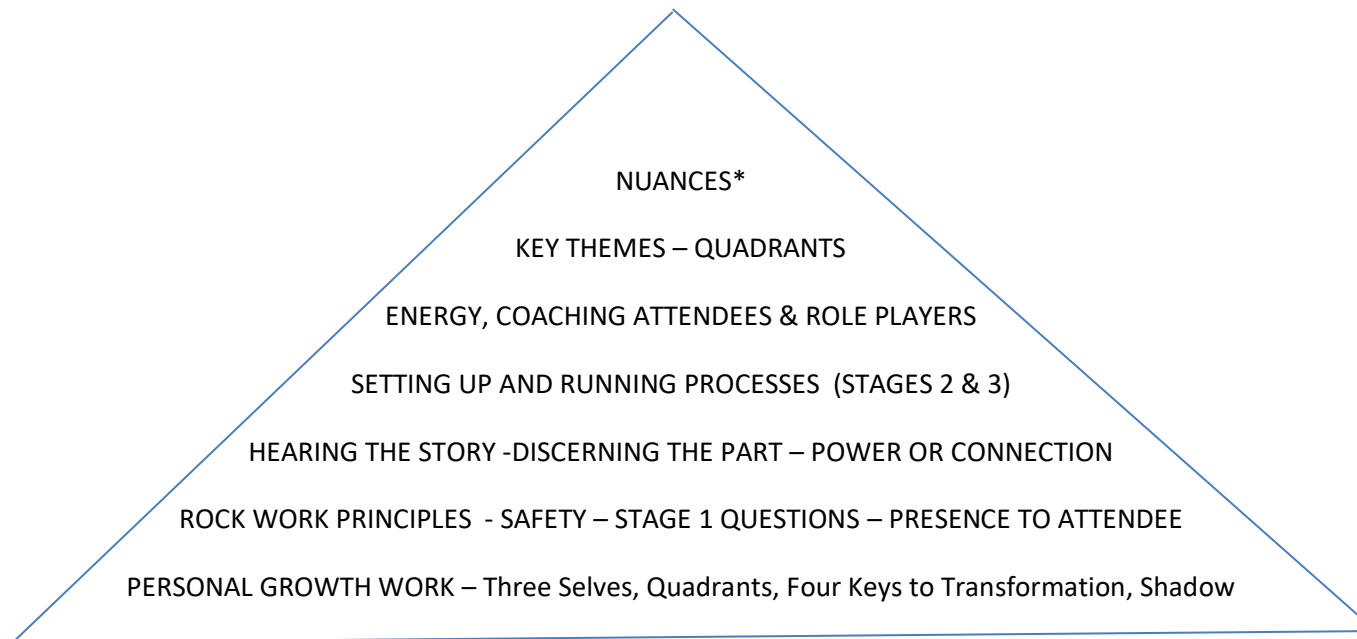 NUANCES*
KEY THEMES – QUADRANTS
ENERGY, COACHING ATTENDEES & ROLE PLAYERS
SETTING UP AND RUNNING PROCESSES (STAGES 2 & 3)
HEARING THE STORY -DISCERNING THE PART – POWER OR CONNECTION
ROCK WORK PRINCIPLES - SAFETY – STAGE 1 QUESTIONS – PRESENCE TO ATTENDEE
PERSONAL GROWTH WORK – Three Selves, Quadrants, Four Keys to Transformation, Shadow